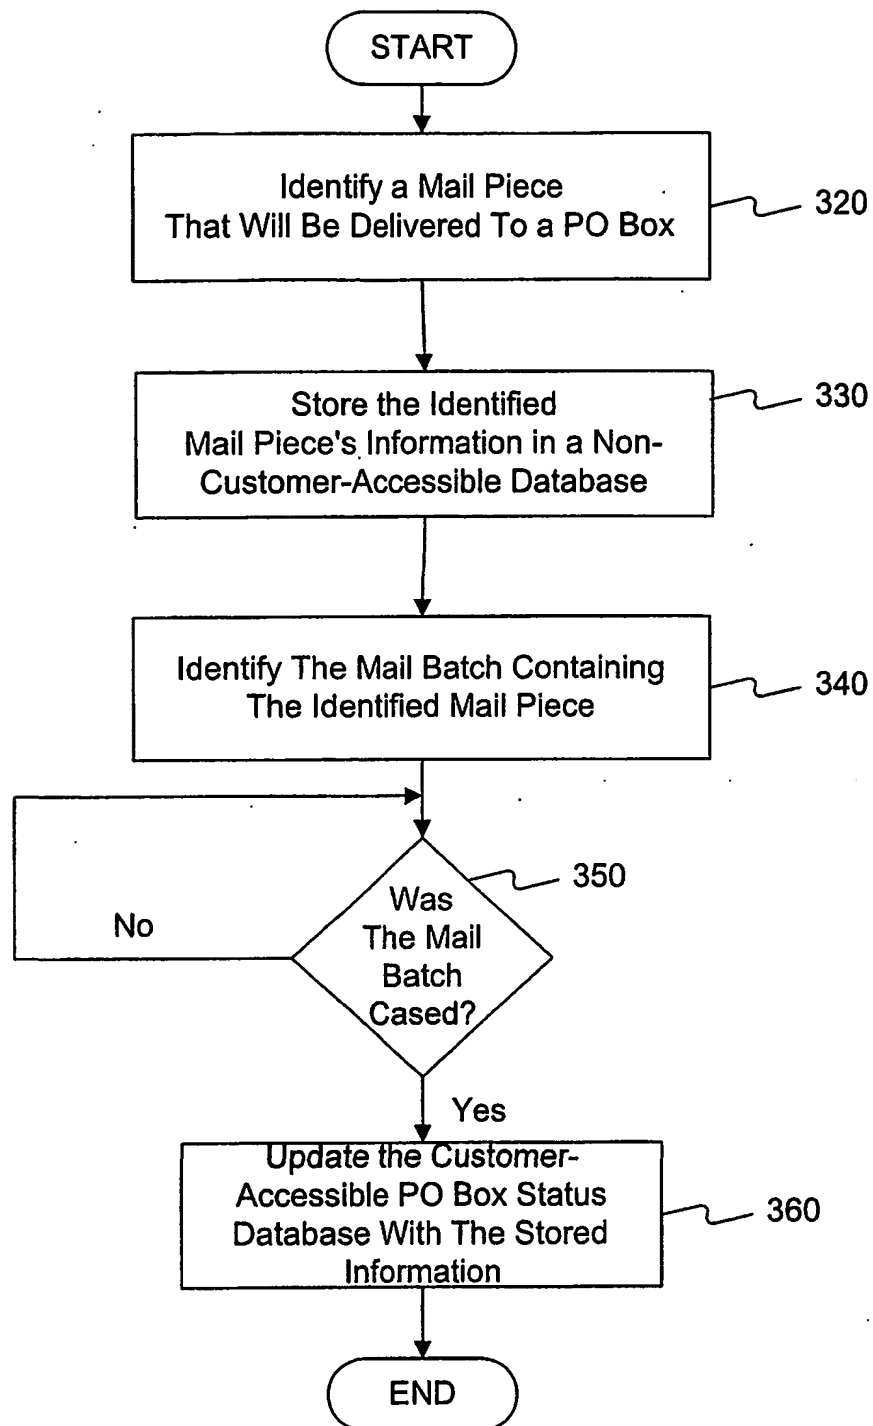 START
Identify a Mail Piece
That Will Be Delivered To a PO Box
320
Store the Identified
Mail Piece's Information in a Non-
Customer-Accessible Database
330
Identify The Mail Batch Containing
The Identified Mail Piece
340
350
Was
The Mail
Batch
Cased?
No
Yes
Update the Customer-
Accessible PO Box Status
Database With The Stored
Information
360
END